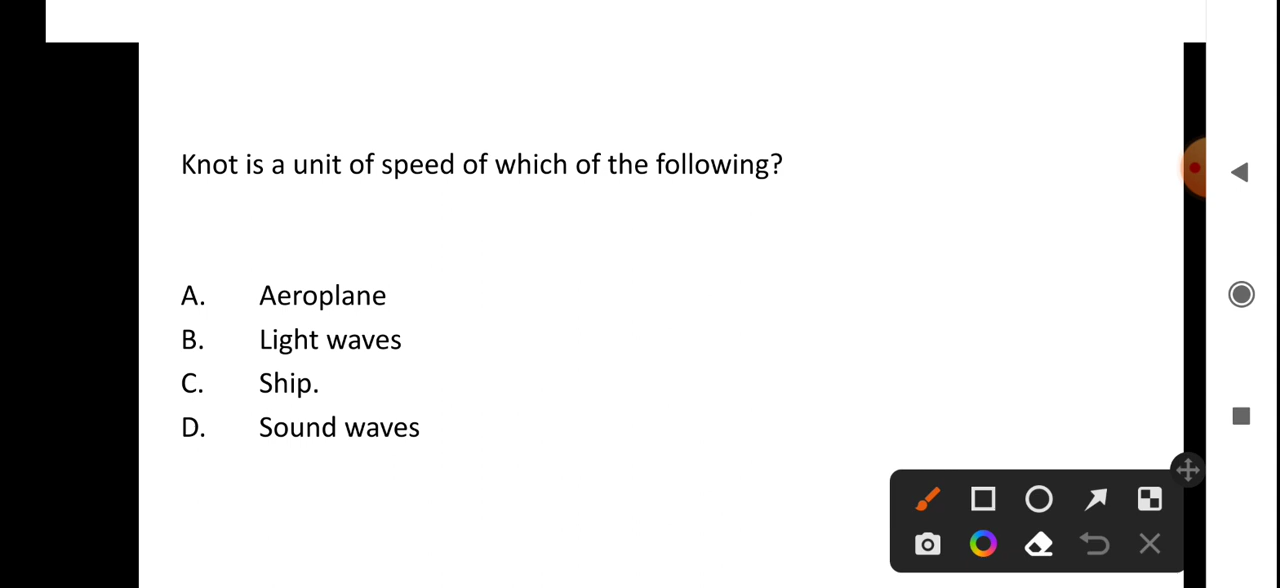 Knot is a unit of speed of which of the following?
A. Aeroplane
B. Light waves
C. Ship.
D. Sound waves